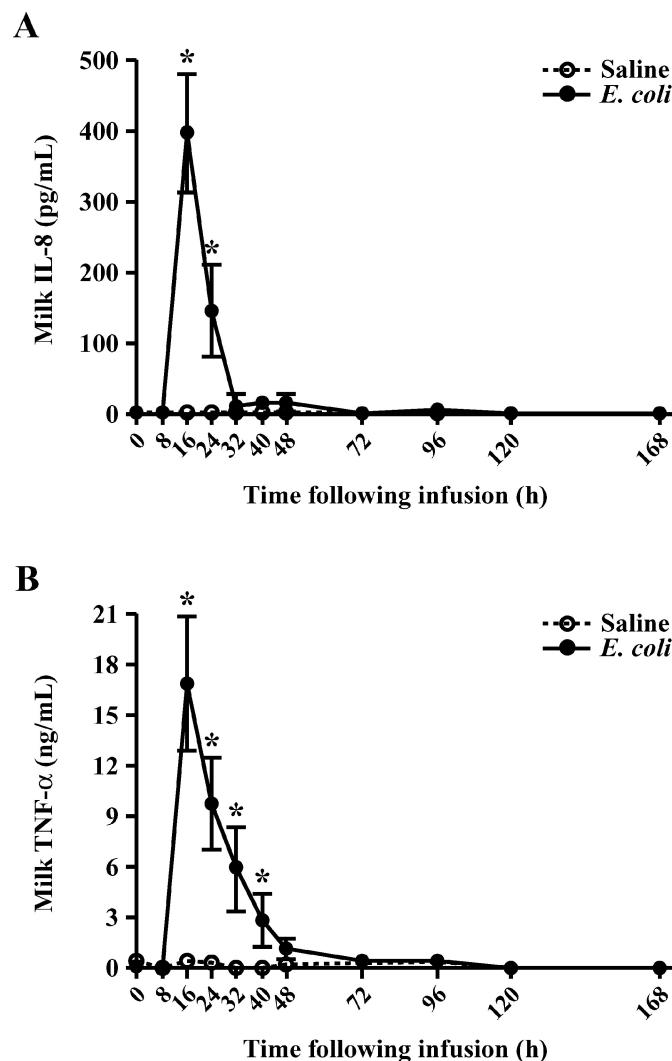 A
Milk IL-8 (pg/mL)
500
400
300
200
100
0
*
*
Saline
E. coli
0 8 16 24 32 40 48 72 96 120 168
Time following infusion (h)
B
Milk TNF-α (ng/mL)
21
18
15
12
9
6
3
0
*
*
*
*
Saline
E. coli
0 8 16 24 32 40 48 72 96 120 168
Time following infusion (h)